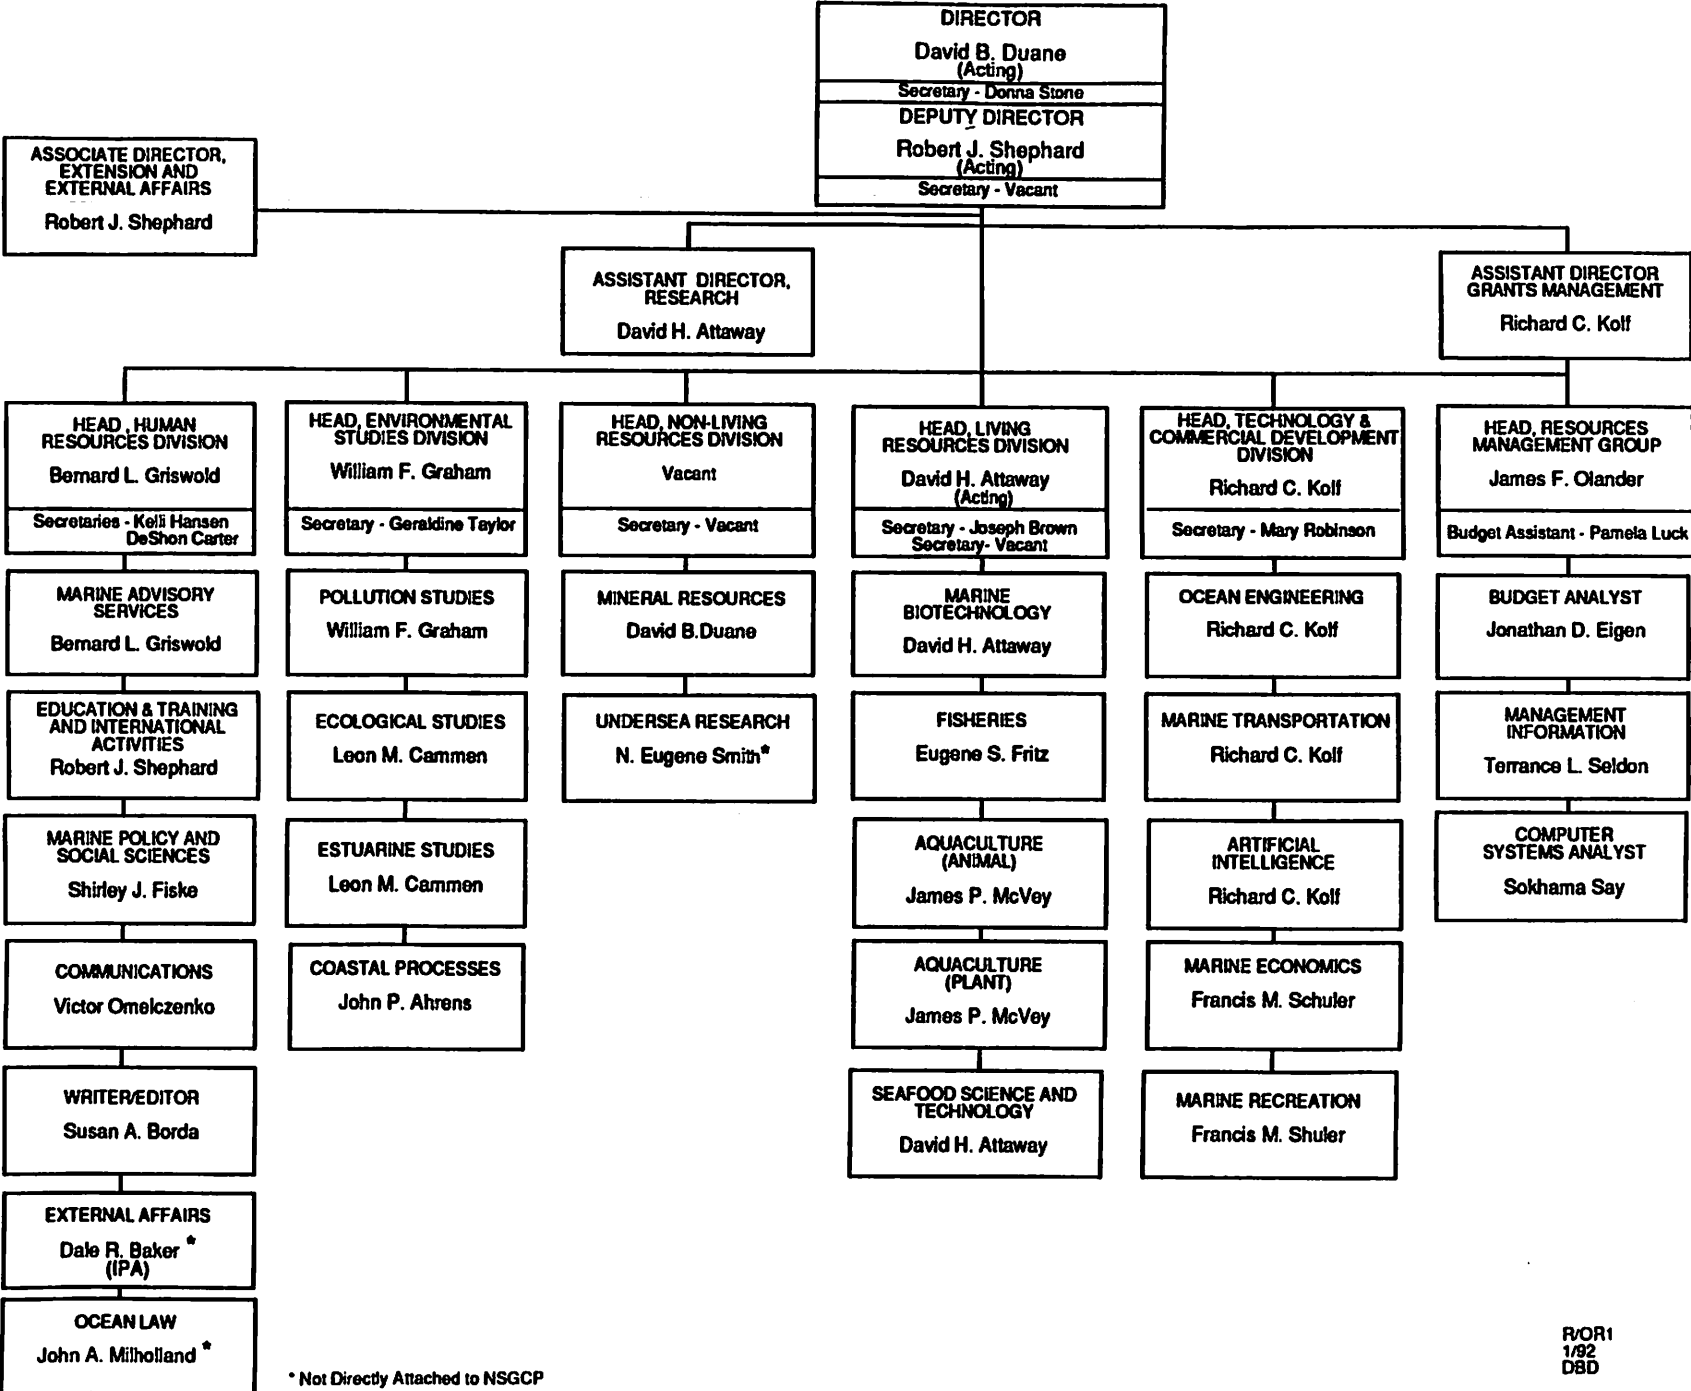 DIRECTOR
David B. Duane
(Acting)
Secretary - Donna Stone
DEPUTY DIRECTOR
Robert J. Shephard
(Acting)
Secretary - Vacant
ASSOCIATE DIRECTOR,
EXTENSION AND
EXTERNAL AFFAIRS
Robert J. Shephard
ASSISTANT DIRECTOR,
RESEARCH
David H. Attaway
ASSISTANT DIRECTOR
GRANTS MANAGEMENT
Richard C. Kolf
HEAD, HUMAN
RESOURCES DIVISION
Bernard L. Griswold
Secretaries - Kelli Hansen
DeShon Carter
MARINE ADVISORY
SERVICES
Bernard L. Griswold
EDUCATION & TRAINING
AND INTERNATIONAL
ACTIVITIES
Robert J. Shephard
MARINE POLICY AND
SOCIAL SCIENCES
Shirley J. Fiske
COMMUNICATIONS
Victor Omelczenko
WRITER/EDITOR
Susan A. Borda
EXTERNAL AFFAIRS
Dale R. Baker *
(IPA)
OCEAN LAW
John A. Milholland *
HEAD, ENVIRONMENTAL
STUDIES DIVISION
William F. Graham
Secretary - Geraldine Taylor
POLLUTION STUDIES
William F. Graham
ECOLOGICAL STUDIES
Leon M. Cammen
ESTUARINE STUDIES
Leon M. Cammen
COASTAL PROCESSES
John P. Ahrens
HEAD, NON-LIVING
RESOURCES DIVISION
Vacant
Secretary - Vacant
MINERAL RESOURCES
David B.Duane
UNDERSEA RESEARCH
N. Eugene Smith*
HEAD, LIVING
RESOURCES DIVISION
David H. Attaway
(Acting)
Secretary - Joseph Brown
Secretary- Vacant
MARINE
BIOTECHNOLOGY
David H. Attaway
FISHERIES
Eugene S. Fritz
AQUACULTURE
(ANIMAL)
James P. McVey
AQUACULTURE
(PLANT)
James P. McVey
SEAFOOD SCIENCE AND
TECHNOLOGY
David H. Attaway
HEAD, TECHNOLOGY &
COMMERCIAL DEVELOPMENT
DIVISION
Richard C. Kolf
Secretary - Mary Robinson
OCEAN ENGINEERING
Richard C. Kolf
MARINE TRANSPORTATION
Richard C. Kolf
ARTIFICIAL
INTELLIGENCE
Richard C. Kolf
MARINE ECONOMICS
Francis M. Schuler
MARINE RECREATION
Francis M. Shuler
HEAD, RESOURCES
MANAGEMENT GROUP
James F. Olander
Budget Assistant - Pamela Luck
BUDGET ANALYST
Jonathan D. Eigen
MANAGEMENT
INFORMATION
Terrance L. Seldon
COMPUTER
SYSTEMS ANALYST
Sokhama Say
* Not Directly Attached to NSGCP
R/OR1
1/92
DBD